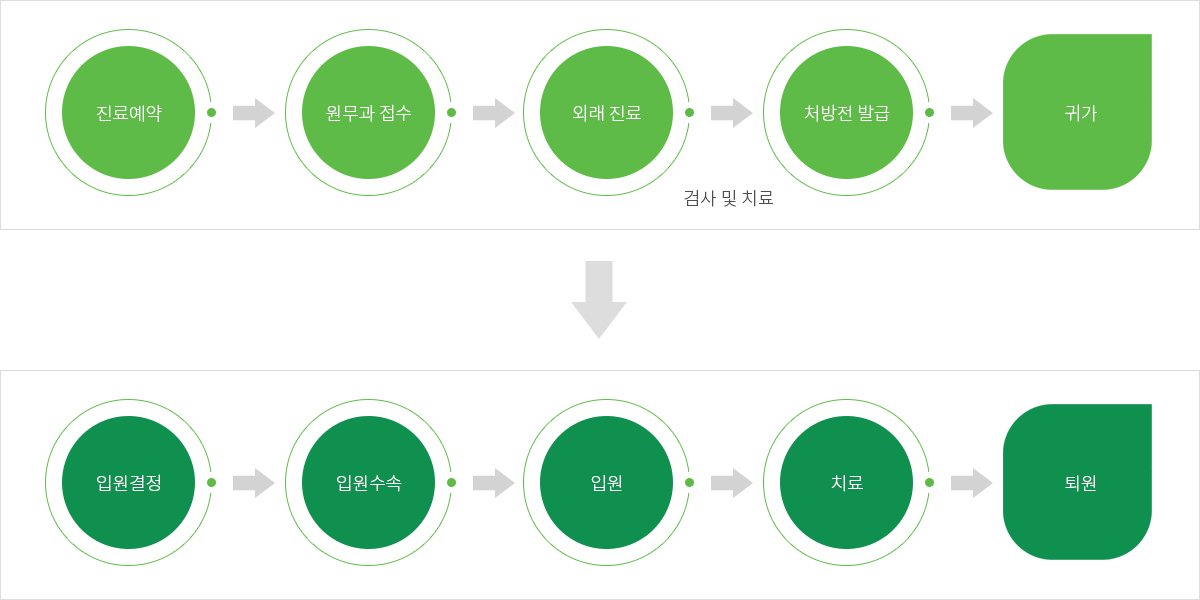 진료예약
원무과 접수
외래 진료
처방전 발급
귀가
검사 및 치료
입원결정
입원수속
입원
치료
퇴원